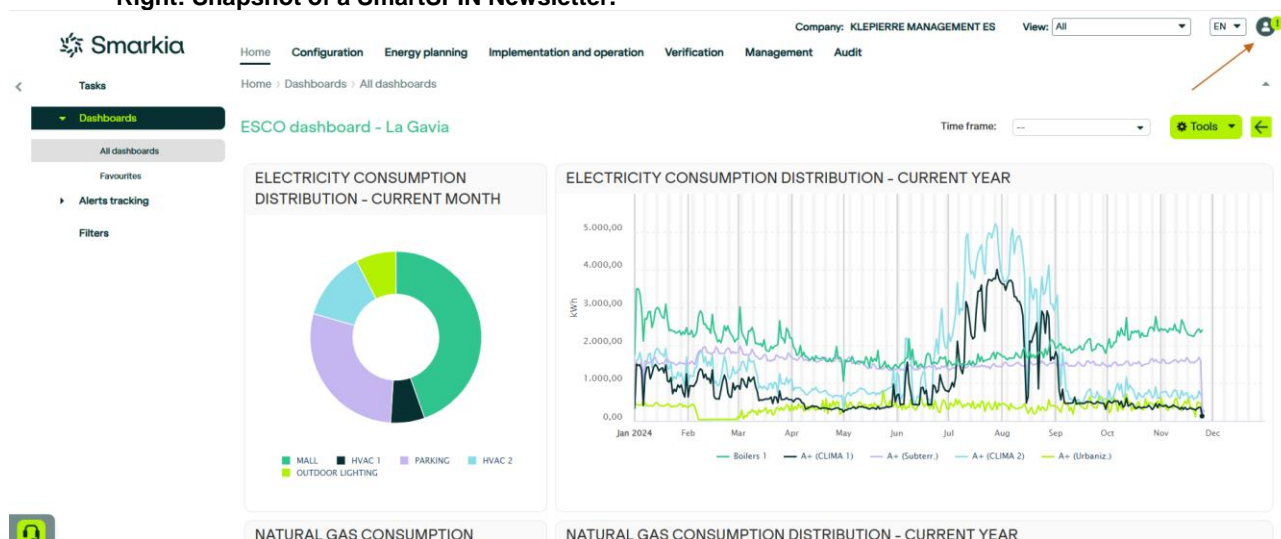 Right: Snapshot of a SmartSPIN Newsletter.
Smarkia
Company: KLEPIERRE MANAGEMENT ES View: All EN !
Home Configuration Energy planning Implementation and operation Verification Management Audit
Tasks
Home > Dashboards > All dashboards
Dashboards
ESCO dashboard - La Gavia
Time frame: -- Tools
All dashboards
Favourites
Alerts tracking
Filters
ELECTRICITY CONSUMPTION
DISTRIBUTION - CURRENT MONTH
MALL HVAC 1 PARKING HVAC 2
OUTDOOR LIGHTING
ELECTRICITY CONSUMPTION DISTRIBUTION - CURRENT YEAR
kWh
5.000,00
4.000,00
3.000,00
2.000,00
1.000,00
0,00
Jan 2024 Feb Mar Apr May Jun Jul Aug Sep Oct Nov Dec
Boilers 1 A+ (CLIMA 1) A+ (Subterr.) A+ (CLIMA 2) A+ (Urbaniz.)
NATURAL GAS CONSUMPTION
NATURAL GAS CONSUMPTION DISTRIBUTION - CURRENT YEAR